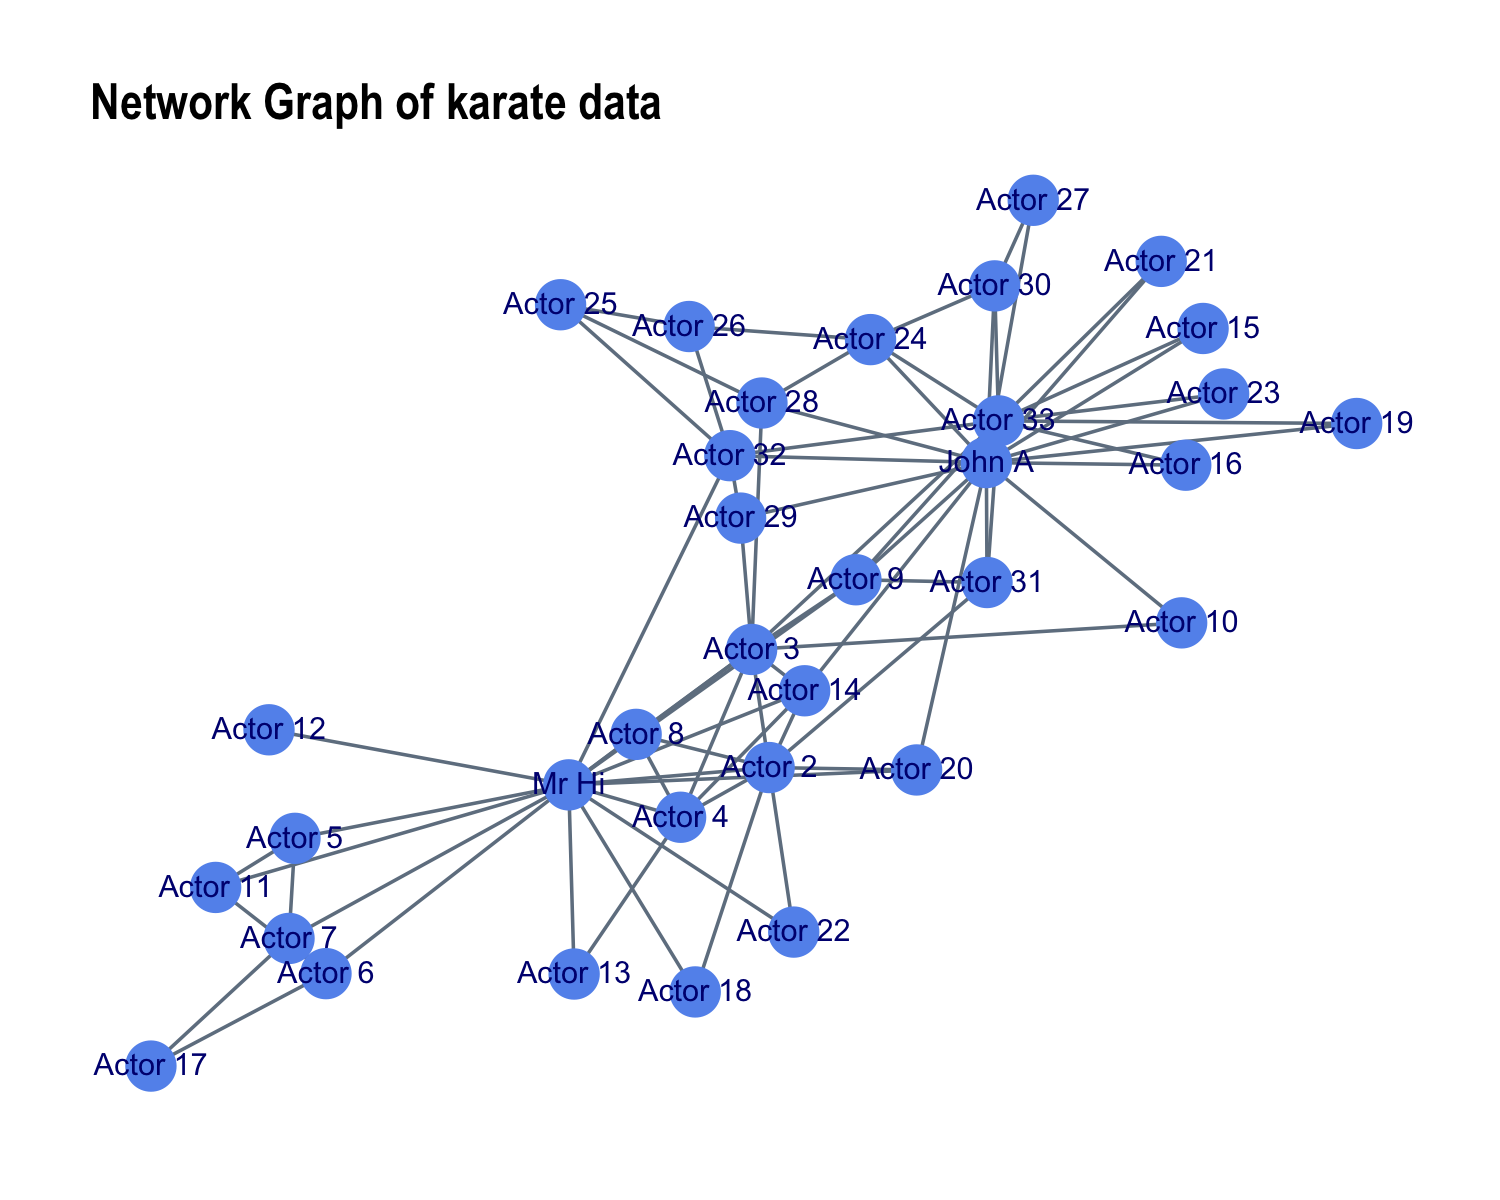 Network Graph of karate data
Actor 27
Actor 21
Actor 30
Actor 25
Actor 26
Actor 15
Actor 24
Actor 23
Actor 28
Actor 33
Actor 19
Actor 32
John A
Actor 16
Actor 29
Actor 9
Actor 31
Actor 10
Actor 3
Actor 14
Actor 12
Actor 8
Actor 2
Actor 20
Mr Hi
Actor 4
Actor 5
Actor 11
Actor 22
Actor 7
Actor 6
Actor 13
Actor 18
Actor 17